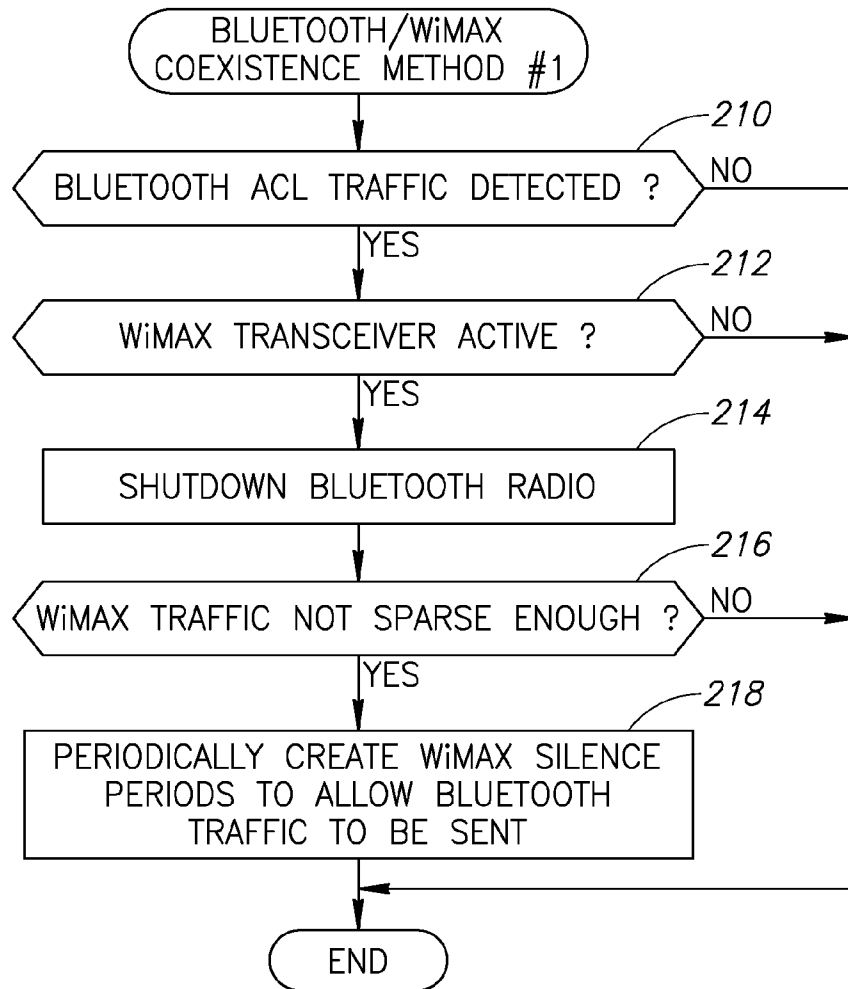 BLUETOOTH/WiMAX
COEXISTENCE METHOD #1
210
BLUETOOTH ACL TRAFFIC DETECTED ?
NO
YES
212
WiMAX TRANSCEIVER ACTIVE ?
NO
YES
214
SHUTDOWN BLUETOOTH RADIO
216
WiMAX TRAFFIC NOT SPARSE ENOUGH ?
NO
YES
218
PERIODICALLY CREATE WiMAX SILENCE
PERIODS TO ALLOW BLUETOOTH
TRAFFIC TO BE SENT
END